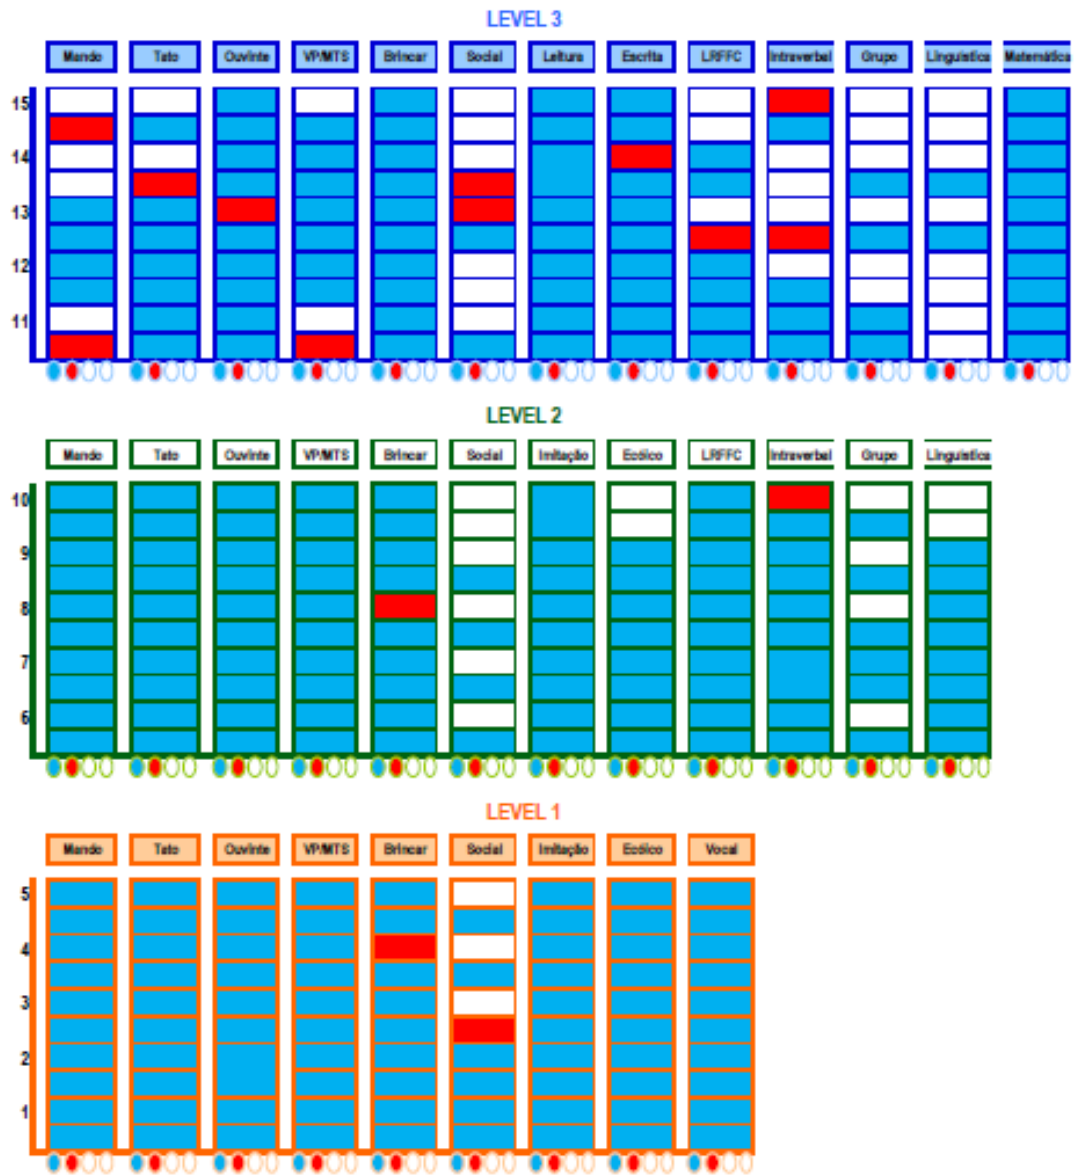 LEVEL 3
Mando Tato Ouvinte VP/MTS Brincar Social Leitura Escrita LRFFC Intraverbal Grupo Linguistica Matemática
15
14
13
12
11
LEVEL 2
Mando Tato Ouvinte VP/MTS Brincar Social Imitação Ecóico LRFFC Intraverbal Grupo Linguistica
10
9
8
7
6
LEVEL 1
Mando Tato Ouvinte VP/MTS Brincar Social Imitação Ecóico Vocal
5
4
3
2
1